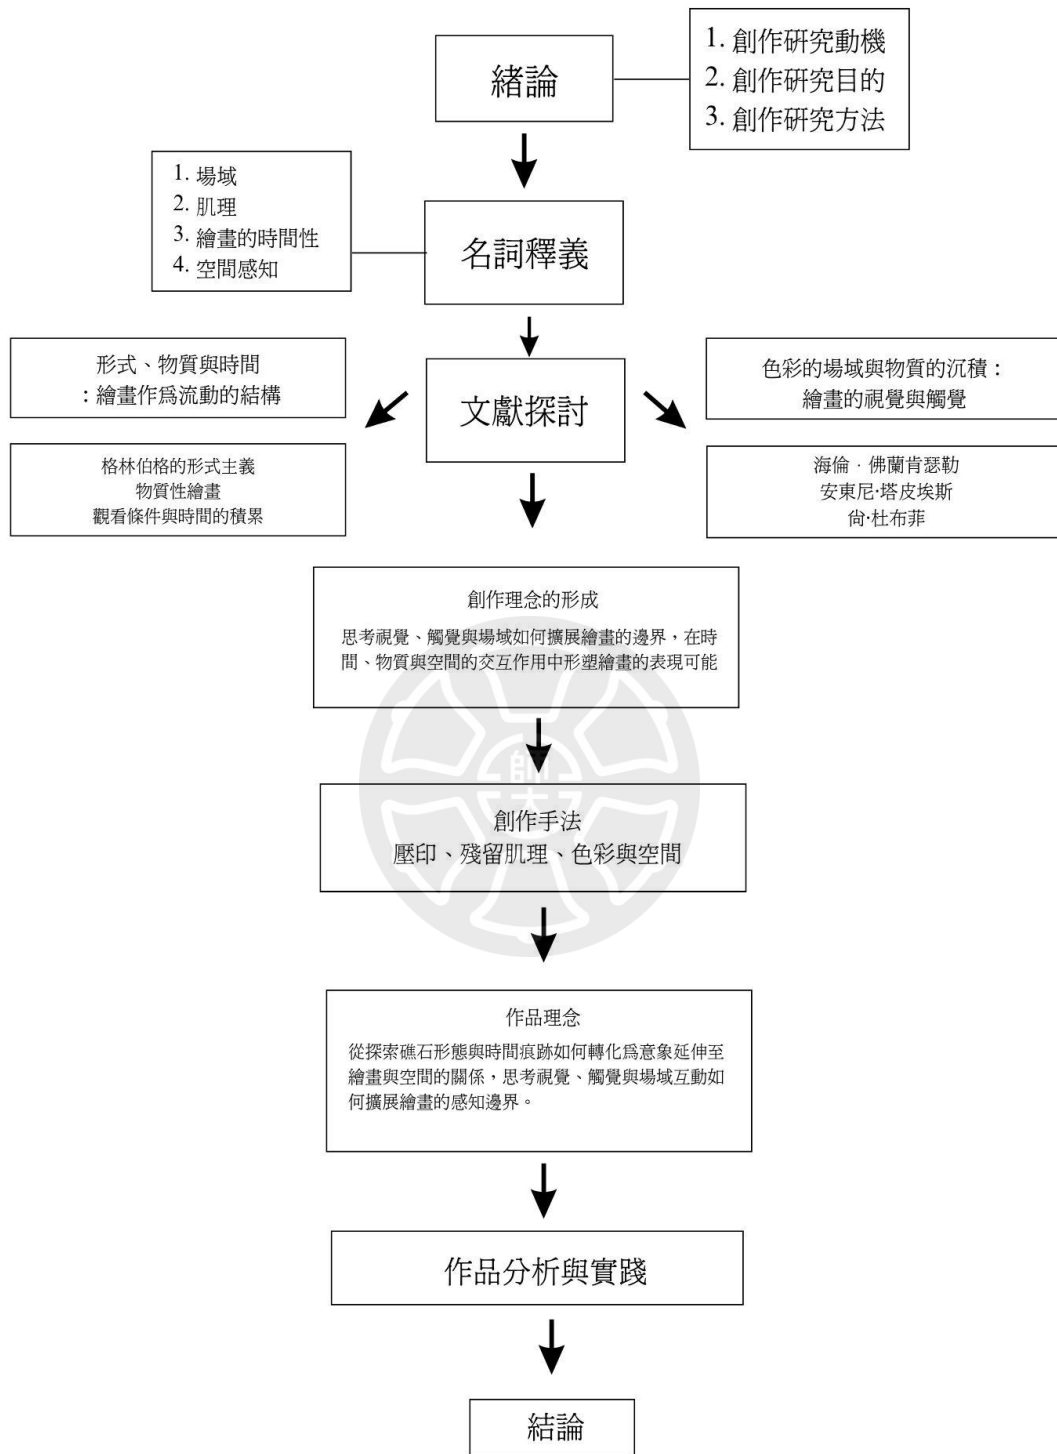 緒論
1. 創作研究動機
2. 創作研究目的
3. 創作研究方法
1. 場域
2. 肌理
3. 繪畫的時間性
4. 空間感知
名詞釋義
形式、物質與時間
：繪畫作爲流動的結構
文獻探討
色彩的場域與物質的沉積：
繪畫的視覺與觸覺
格林伯格的形式主義
物質性繪畫
觀看條件與時間的積累
海倫．佛蘭肯瑟勒
安東尼·塔皮埃斯
尙·杜布菲
創作理念的形成
思考視覺、觸覺與場域如何擴展繪畫的邊界，在時
間、物質與空間的交互作用中形塑繪畫的表現可能
師大
創作手法
壓印、殘留肌理、色彩與空間
作品理念
從探索礁石形態與時間痕跡如何轉化爲意象延伸至
繪畫與空間的關係，思考視覺、觸覺與場域互動如
何擴展繪畫的感知邊界。
作品分析與實踐
結論